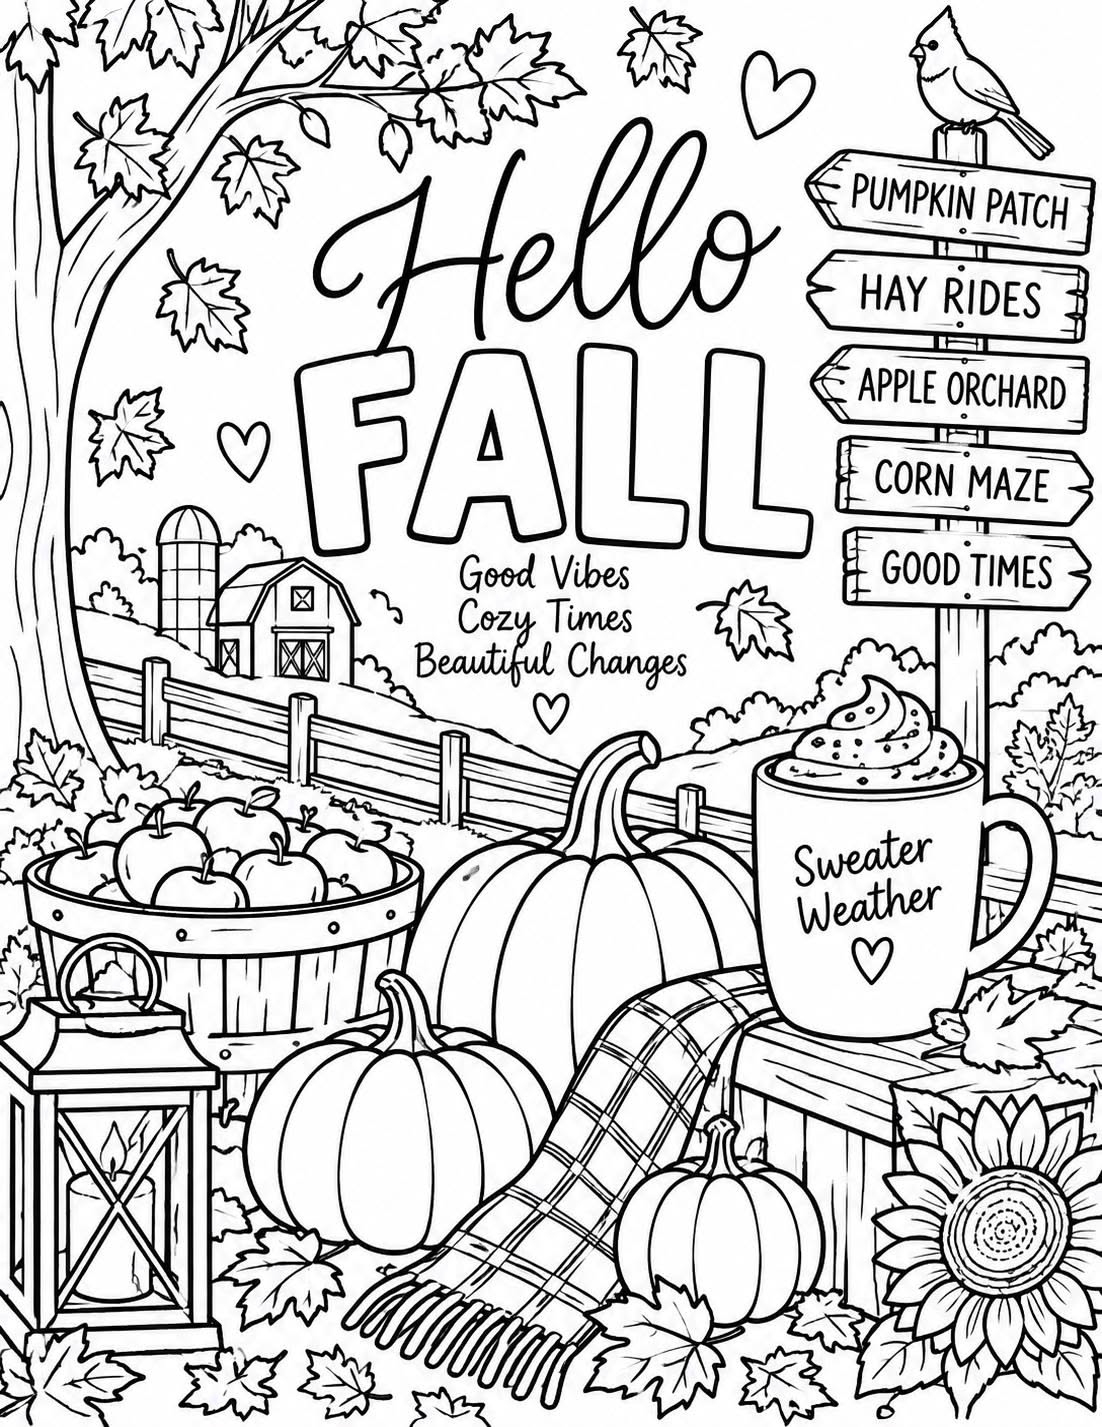 Hello
FALL
Good Vibes
Cozy Times
Beautiful Changes
PUMPKIN PATCH
HAY RIDES
APPLE ORCHARD
CORN MAZE
GOOD TIMES
Sweater
Weather